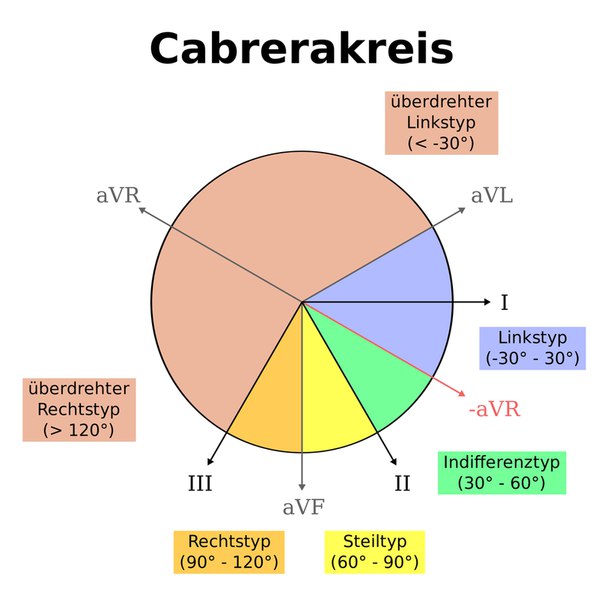 Cabrerakreis
überdrehter
Linkstyp
(< -30°)
aVR
aVL
I
Linkstyp
(-30° - 30°)
überdrehter
Rechtstyp
(> 120°)
-aVR
III
aVF
II
Indifferenztyp
(30° - 60°)
Rechtstyp
(90° - 120°)
Steiltyp
(60° - 90°)